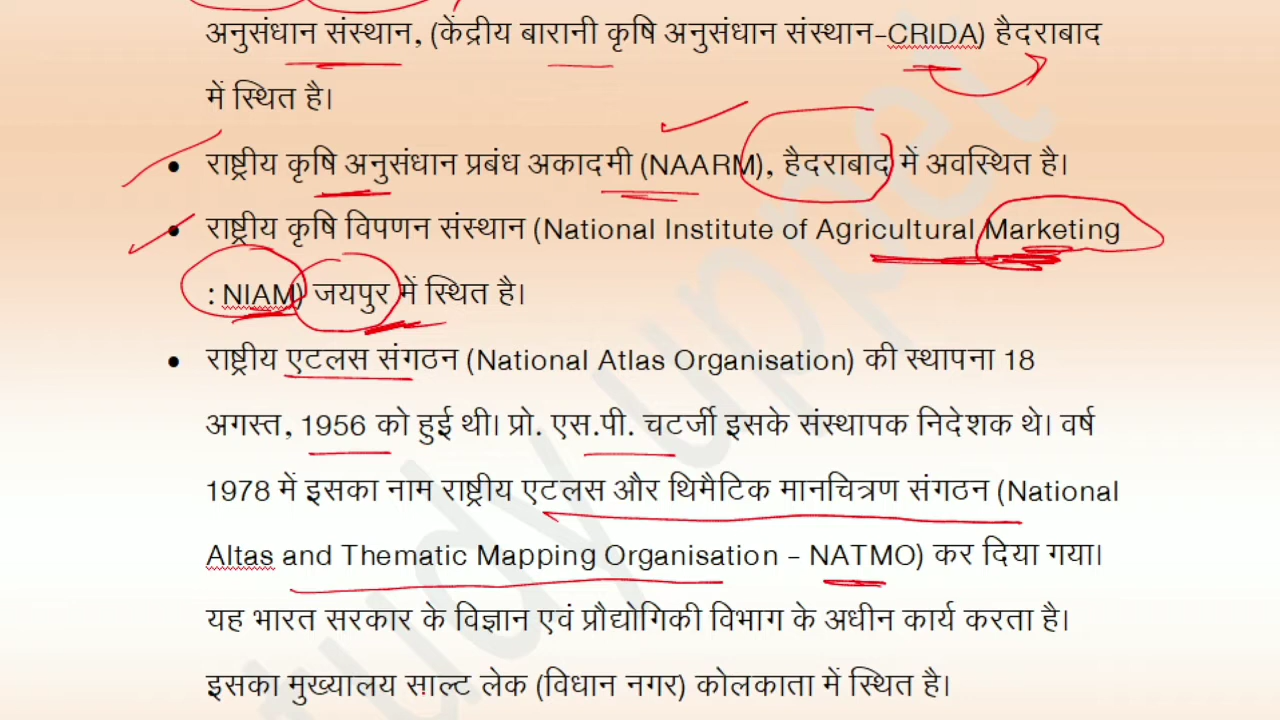 अनुसंधान संस्थान, (केंद्रीय बारानी कृषि अनुसंधान संस्थान-CRIDA) हैदराबाद
में स्थित है।
• राष्ट्रीय कृषि अनुसंधान प्रबंध अकादमी (NAARM), हैदराबाद में अवस्थित है।
• राष्ट्रीय कृषि विपणन संस्थान (National Institute of Agricultural Marketing
: NIAM) जयपुर में स्थित है।
• राष्ट्रीय एटलस संगठन (National Atlas Organisation) की स्थापना 18
अगस्त, 1956 को हुई थी। प्रो. एस.पी. चटर्जी इसके संस्थापक निदेशक थे। वर्ष
1978 में इसका नाम राष्ट्रीय एटलस और थिमैटिक मानचित्रण संगठन (National
Altas and Thematic Mapping Organisation - NATMO) कर दिया गया।
यह भारत सरकार के विज्ञान एवं प्रौद्योगिकी विभाग के अधीन कार्य करता है।
इसका मुख्यालय साल्ट लेक (विधान नगर) कोलकाता में स्थित है।